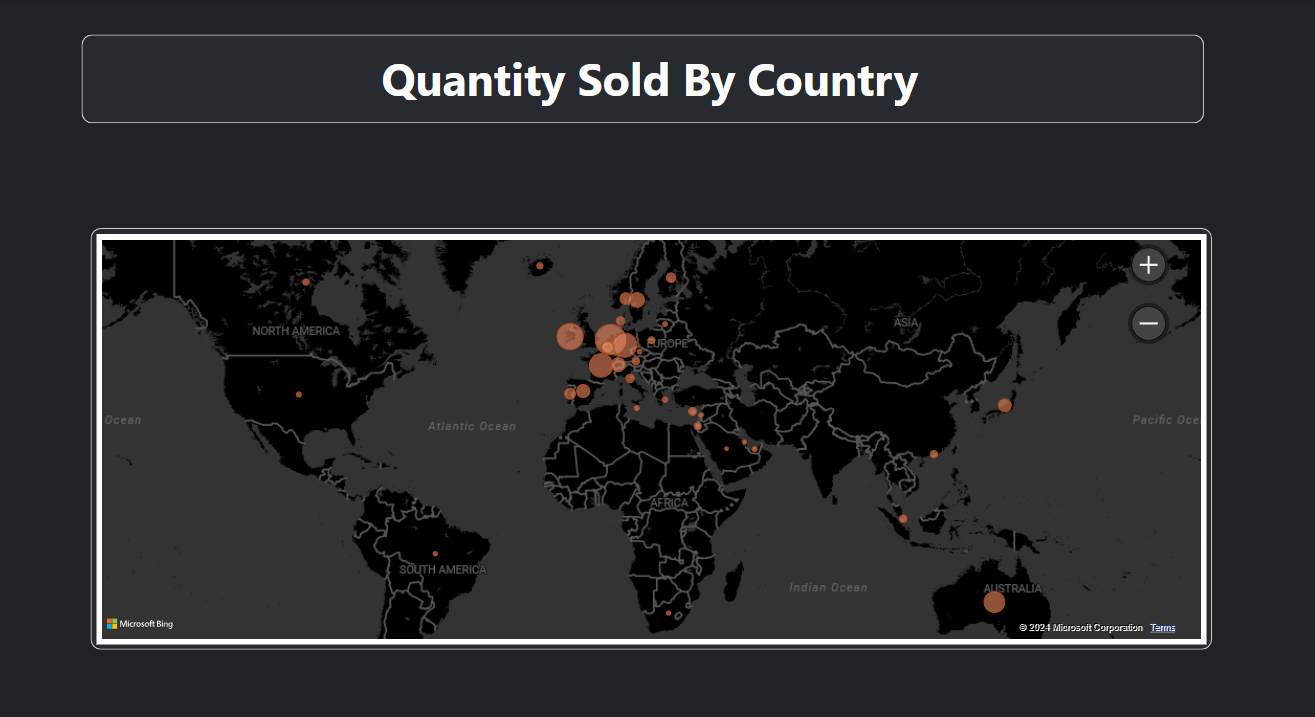 Quantity Sold By Country
NORTH AMERICA
ASIA
EUROPE
Ocean
Atlantic Ocean
Pacific Oce
AFRICA
SOUTH AMERICA
Indian Ocean
AUSTRALIA
Microsoft Bing
© 2024 Microsoft Corporation Terms